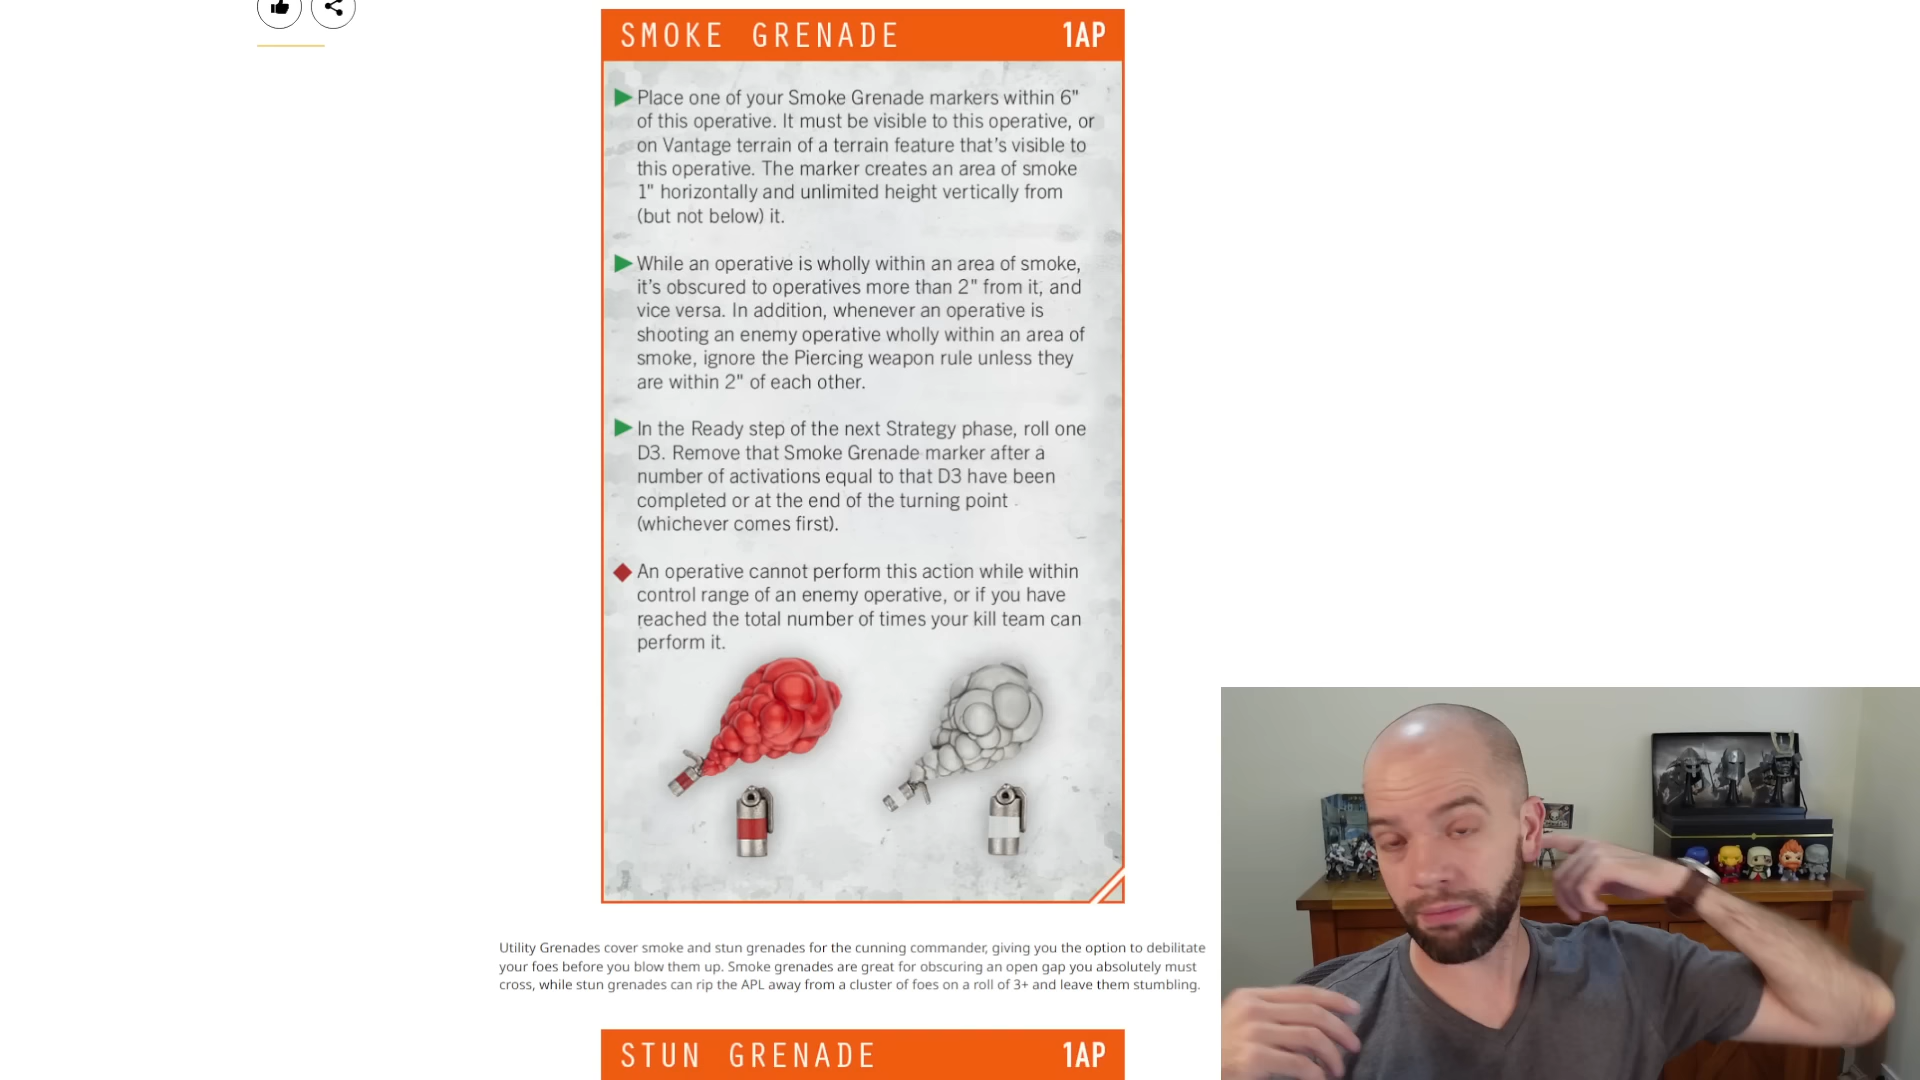 SMOKE GRENADE 1AP
Place one of your Smoke Grenade markers within 6"
of this operative. It must be visible to this operative, or
on Vantage terrain of a terrain feature that's visible to
this operative. The marker creates an area of smoke
1" horizontally and unlimited height vertically from
(but not below) it.
While an operative is wholly within an area of smoke,
it's obscured to operatives more than 2" from it, and
vice versa. In addition, whenever an operative is
shooting an enemy operative wholly within an area of
smoke, ignore the Piercing weapon rule unless they
are within 2" of each other.
In the Ready step of the next Strategy phase, roll one
D3. Remove that Smoke Grenade marker after a
number of activations equal to that D3 have been
completed or at the end of the turning point
(whichever comes first).
An operative cannot perform this action while within
control range of an enemy operative, or if you have
reached the total number of times your kill team can
perform it.
Utility Grenades cover smoke and stun grenades for the cunning commander, giving you the option to debilitate
your foes before you blow them up. Smoke grenades are great for obscuring an open gap you absolutely must
cross, while stun grenades can rip the APL away from a cluster of foes on a roll of 3+ and leave them stumbling.
STUN GRENADE 1AP